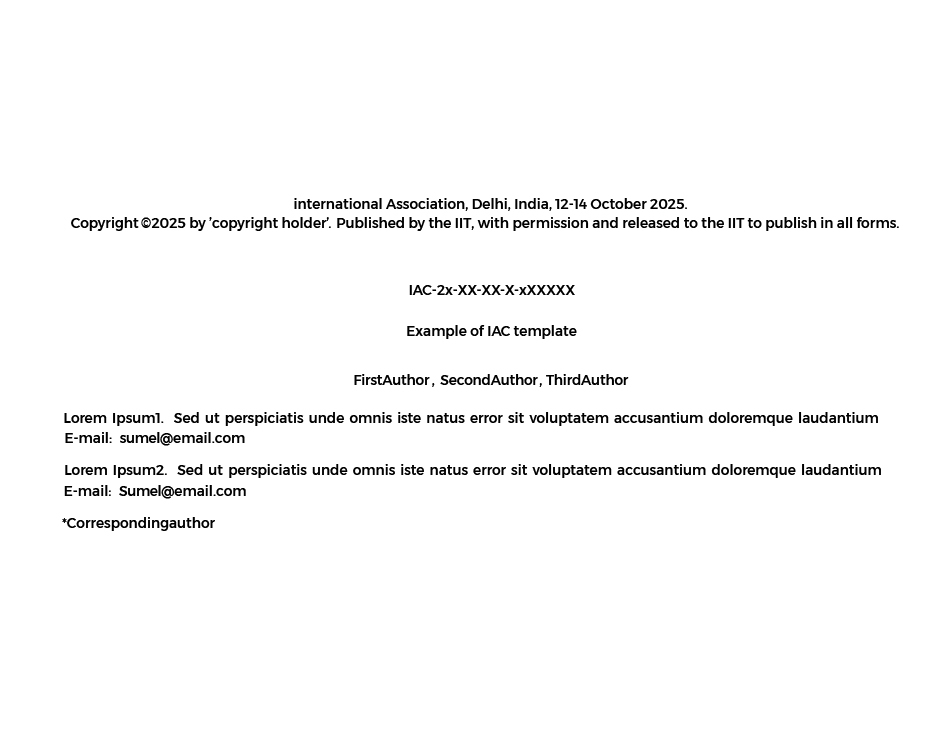 international Association, Delhi, India, 12-14 October 2025.
Copyright ©2025 by 'copyright holder'. Published by the IIT, with permission and released to the IIT to publish in all forms.
IAC-2x-XX-XX-X-xXXXXX
Example of IAC template
FirstAuthor, SecondAuthor, ThirdAuthor
Lorem Ipsum1. Sed ut perspiciatis unde omnis iste natus error sit voluptatem accusantium doloremque laudantium
E-mail: sumel@email.com
Lorem Ipsum2. Sed ut perspiciatis unde omnis iste natus error sit voluptatem accusantium doloremque laudantium
E-mail: Sumel@email.com
*Correspondingauthor